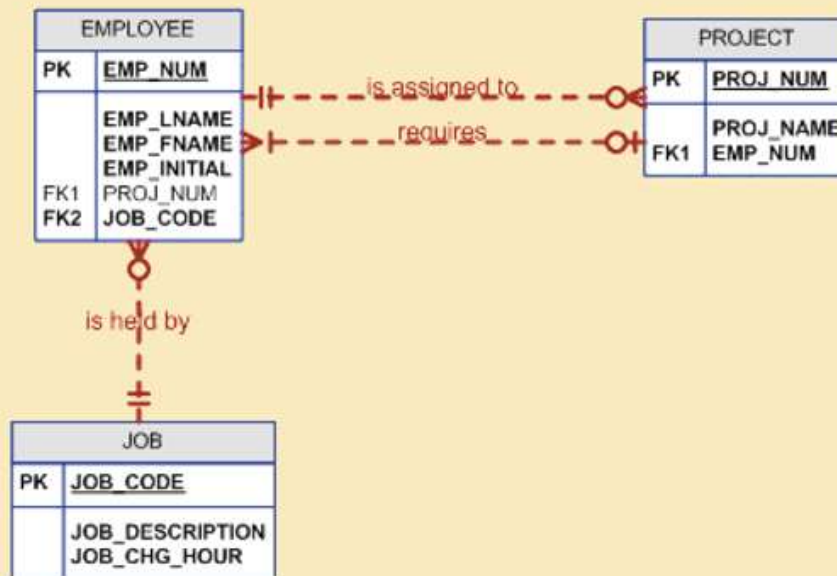 EMPLOYEE
PK EMP_NUM
EMP_LNAME
EMP_FNAME
EMP_INITIAL
FK1 PROJ_NUM
FK2 JOB_CODE
is assigned to
requires
PROJECT
PK PROJ_NUM
PROJ_NAME
FK1 EMP_NUM
is held by
JOB
PK JOB_CODE
JOB_DESCRIPTION
JOB_CHG_HOUR